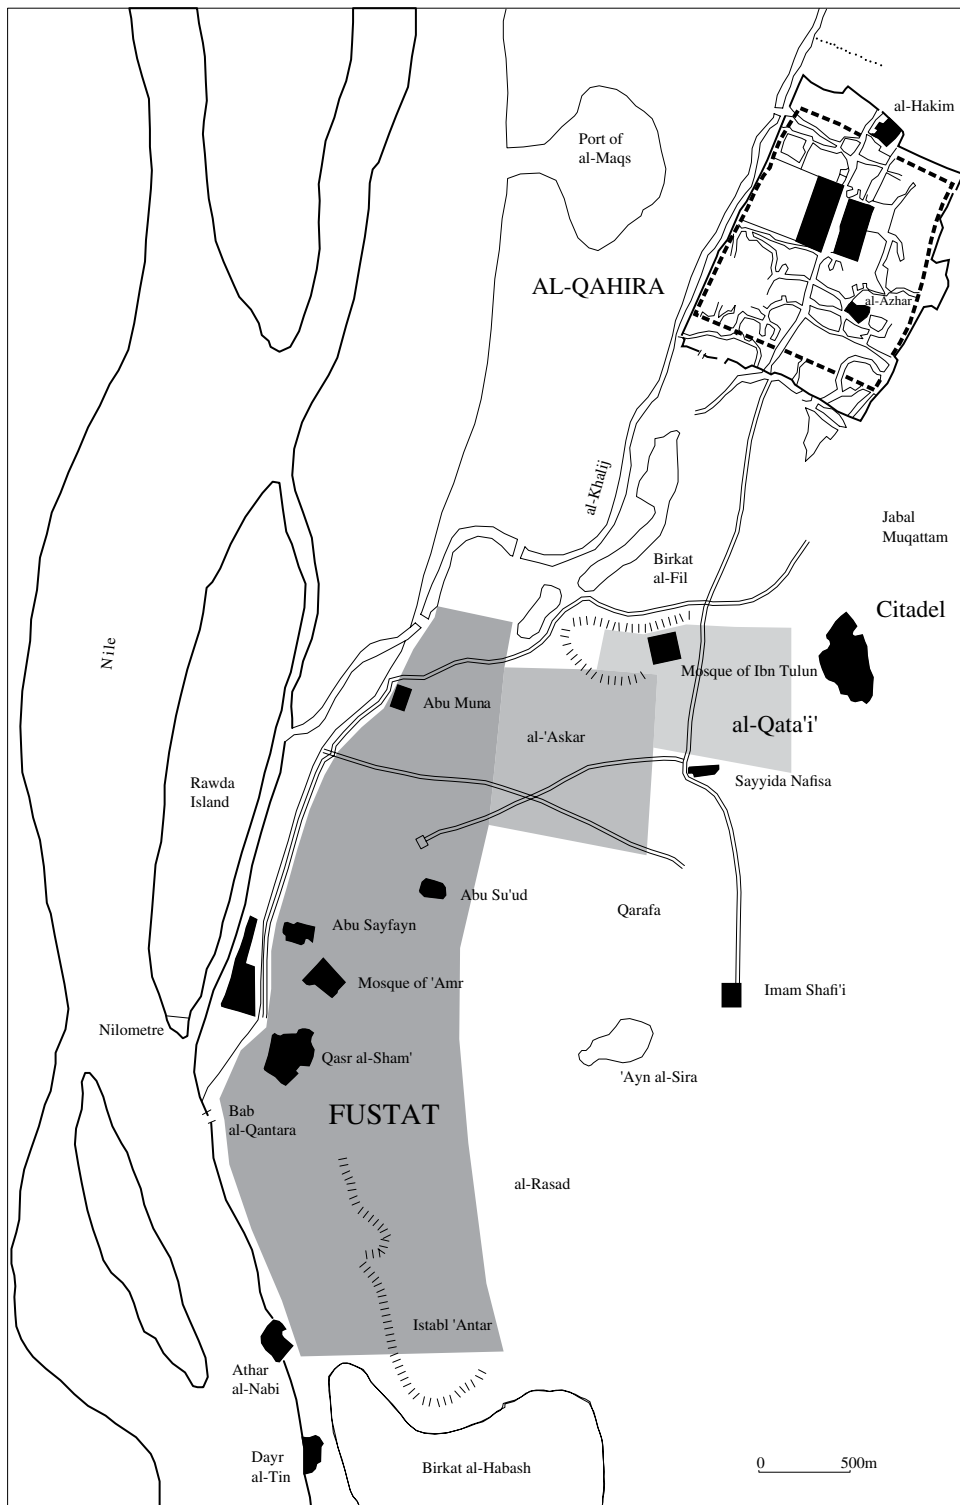 al-Hakim
Port of
al-Maqs
AL-QAHIRA
al-Azhar
al-Khalij
Jabal
Muqattam
Birkat
al-Fil
Citadel
Nile
Mosque of Ibn Tulun
Abu Muna
al-Qata'i'
al-'Askar
Sayyida Nafisa
Rawda
Island
Abu Su'ud
Qarafa
Abu Sayfayn
Mosque of 'Amr
Imam Shafi'i
Nilometre
Qasr al-Sham'
'Ayn al-Sira
Bab
al-Qantara
FUSTAT
al-Rasad
Istabl 'Antar
Athar
al-Nabi
Dayr
al-Tin
Birkat al-Habash
0 500m